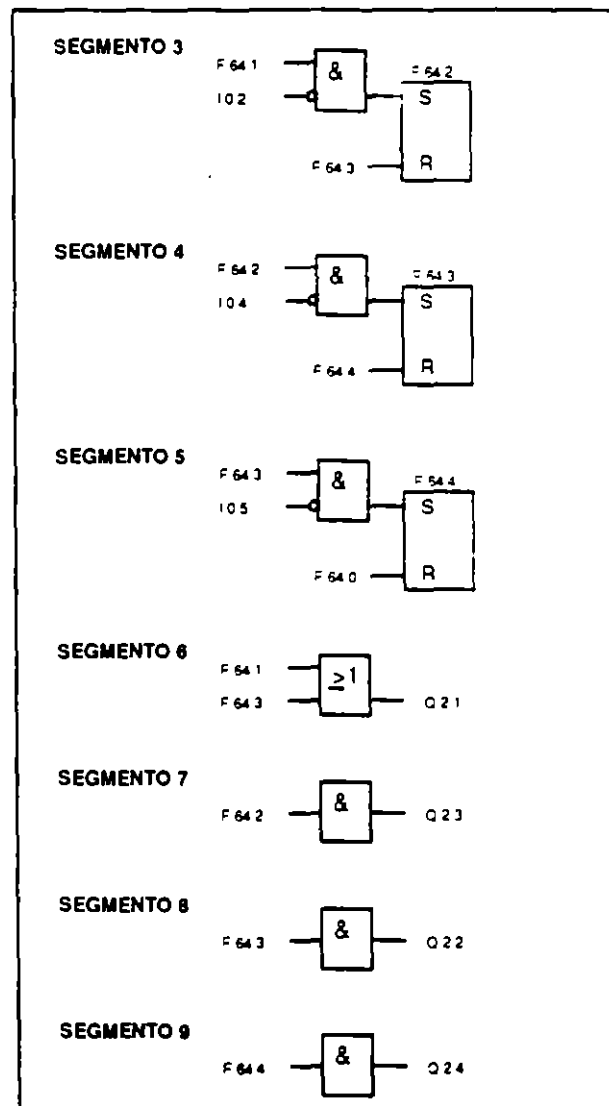 SEGMENTO 3
F 64 1
&
F 64 2
I 0 2
S
F 64 3
R
SEGMENTO 4
F 64 2
&
F 64 3
I 0 4
S
F 64 4
R
SEGMENTO 5
F 64 3
&
F 64 4
I 0 5
S
F 64 0
R
SEGMENTO 6
F 64 1
≥1
F 64 3
Q 2 1
SEGMENTO 7
&
F 64 2
Q 2 3
SEGMENTO 8
&
F 64 3
Q 2 2
SEGMENTO 9
&
F 64 4
Q 2 4